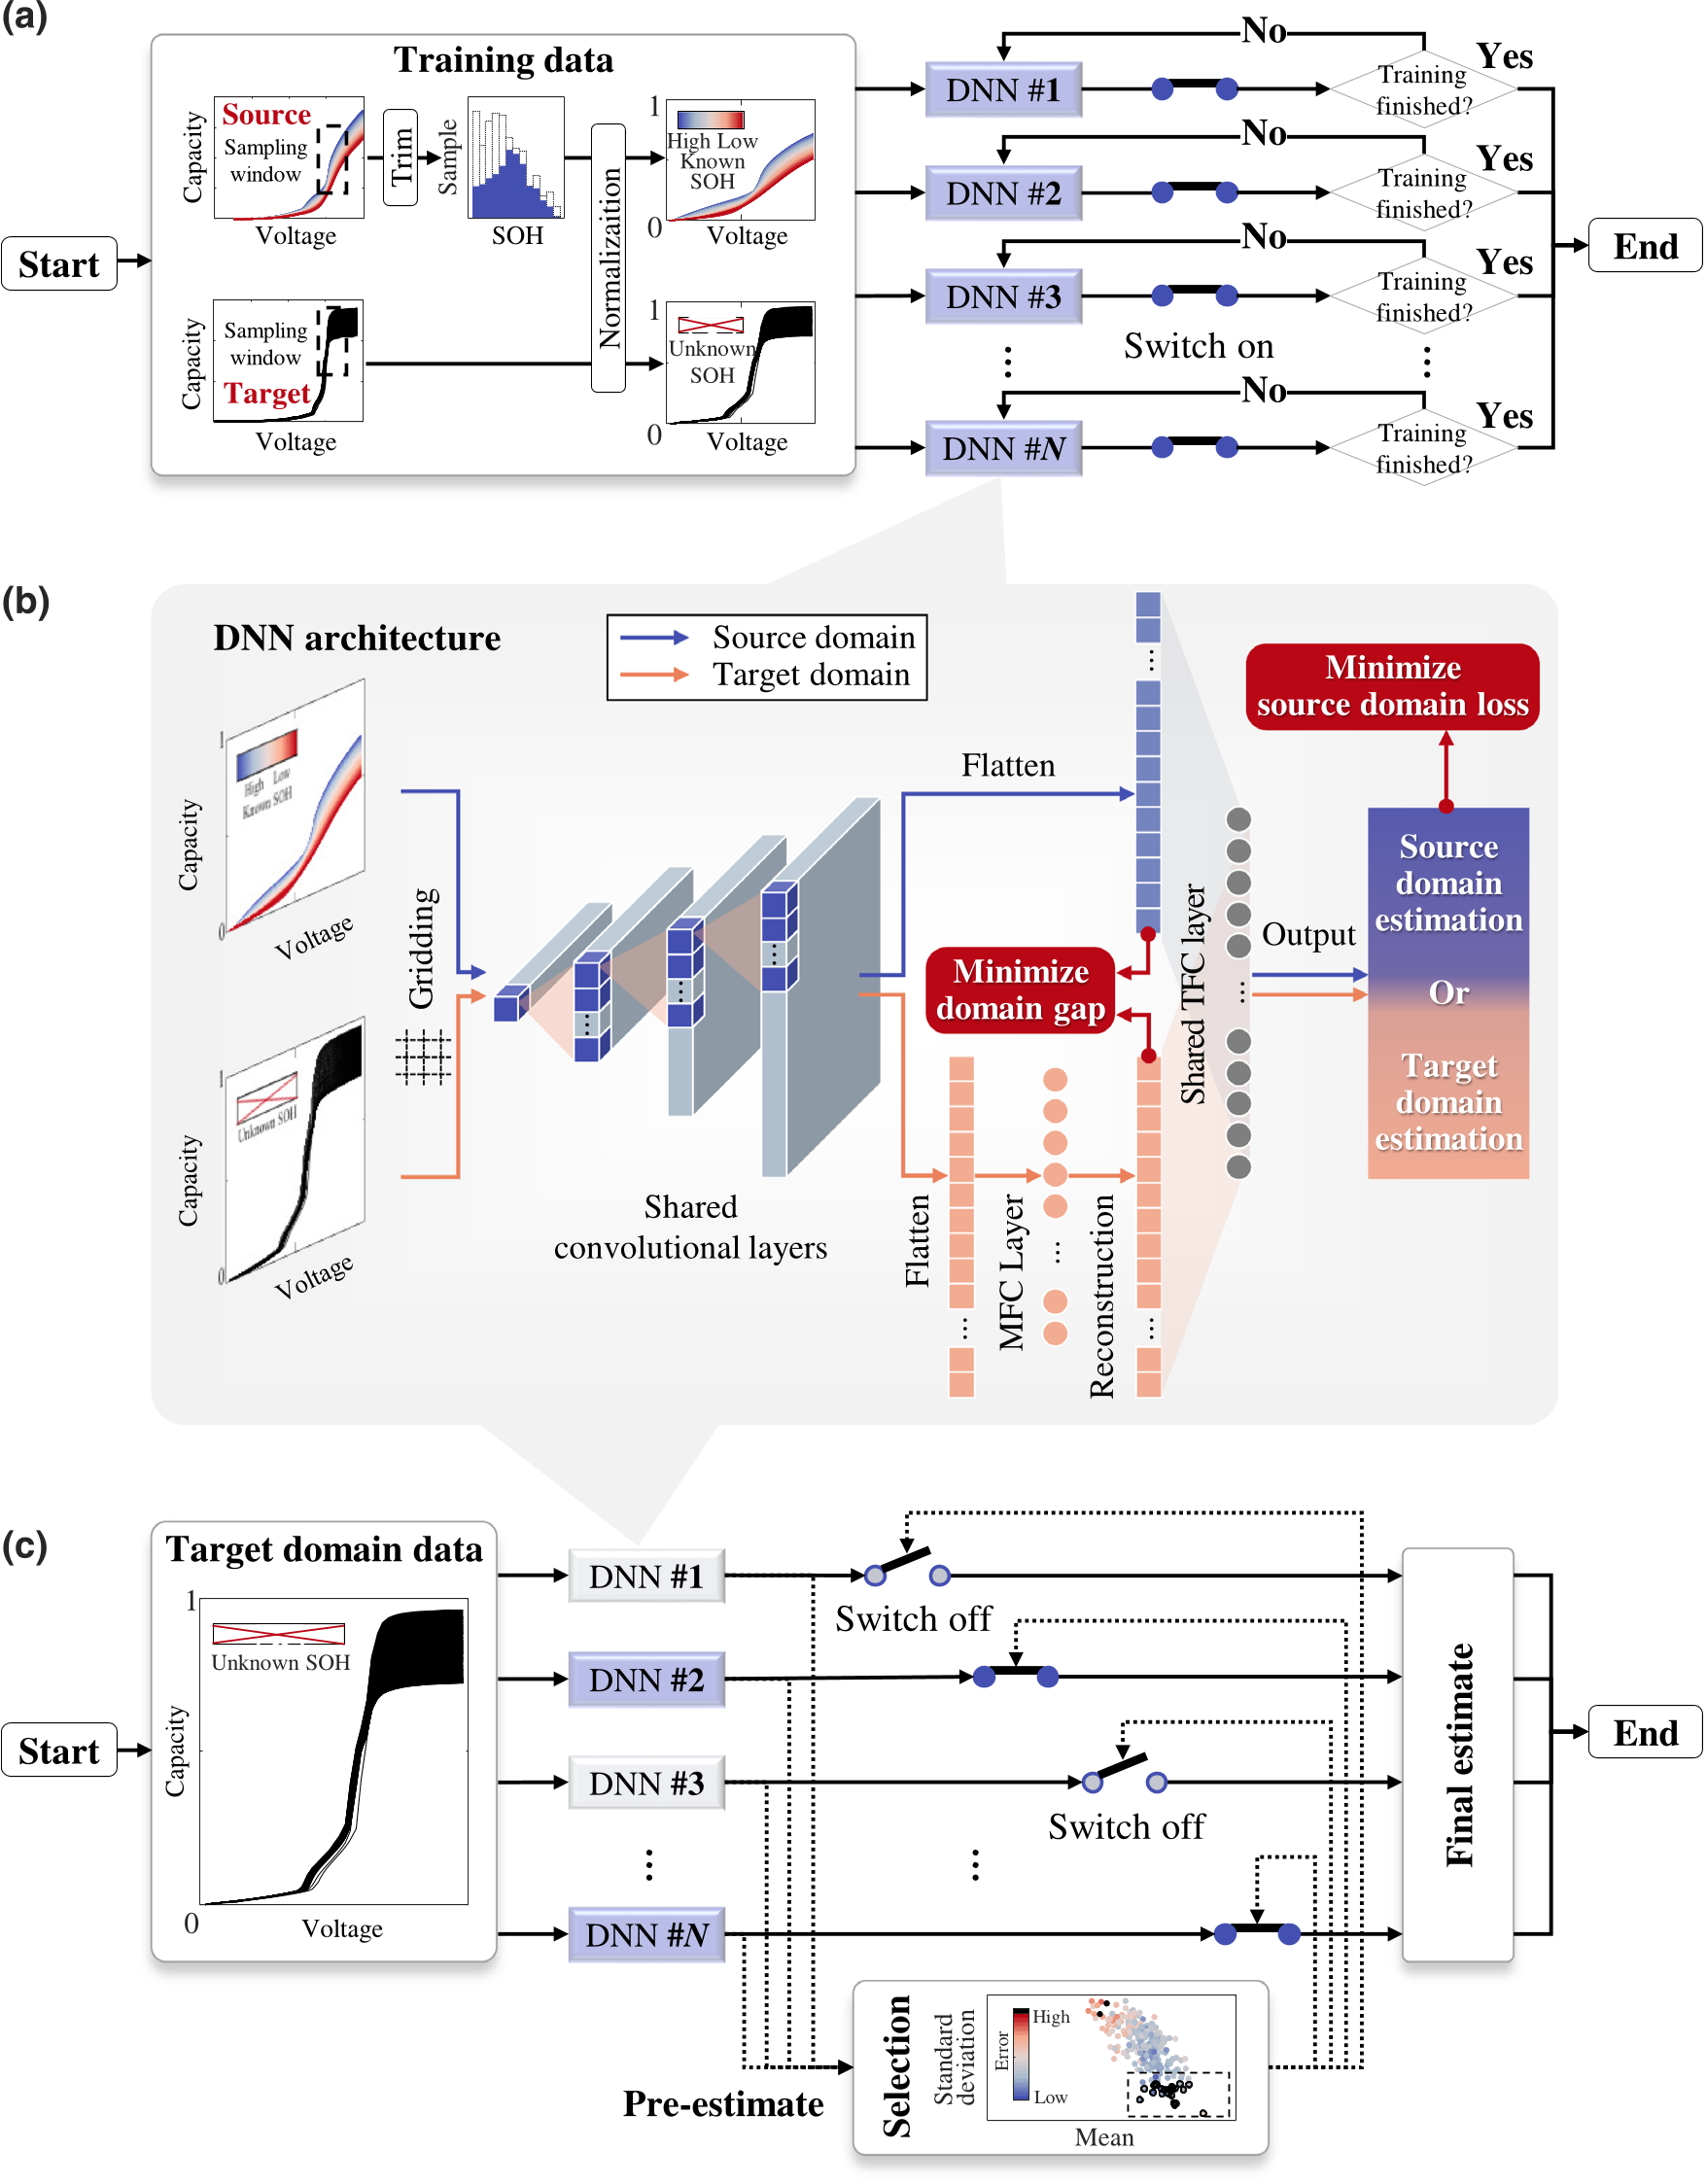 (a)
Training data
Source
Sampling
window
Capacity
Voltage
Trim
Sample
SOH
Normalization
1
High Low
Known
SOH
0
Voltage
Sampling
window
Target
Capacity
Voltage
1
Unknown
SOH
0
Voltage
Start
DNN #1
No
Training
finished?
Yes
DNN #2
No
Training
finished?
Yes
DNN #3
No
Training
finished?
Yes
Switch on
⋮
⋮
DNN #N
No
Training
finished?
Yes
End
(b)
DNN architecture
Source domain
Target domain
1
High Low
Known SOH
Capacity
0
Voltage
1
Unknown SOH
Capacity
0
Voltage
Gridding
Shared
convolutional layers
Flatten
Flatten
MFC Layer
Reconstruction
Minimize
domain gap
Shared TFC layer
Output
Minimize
source domain loss
Source
domain
estimation
Or
Target
domain
estimation
(c)
Target domain data
1
Unknown SOH
Capacity
0
Voltage
Start
DNN #1
Switch off
DNN #2
DNN #3
Switch off
⋮
⋮
DNN #N
Pre-estimate
Selection
Standard
deviation
Error
High
Low
Mean
Final estimate
End